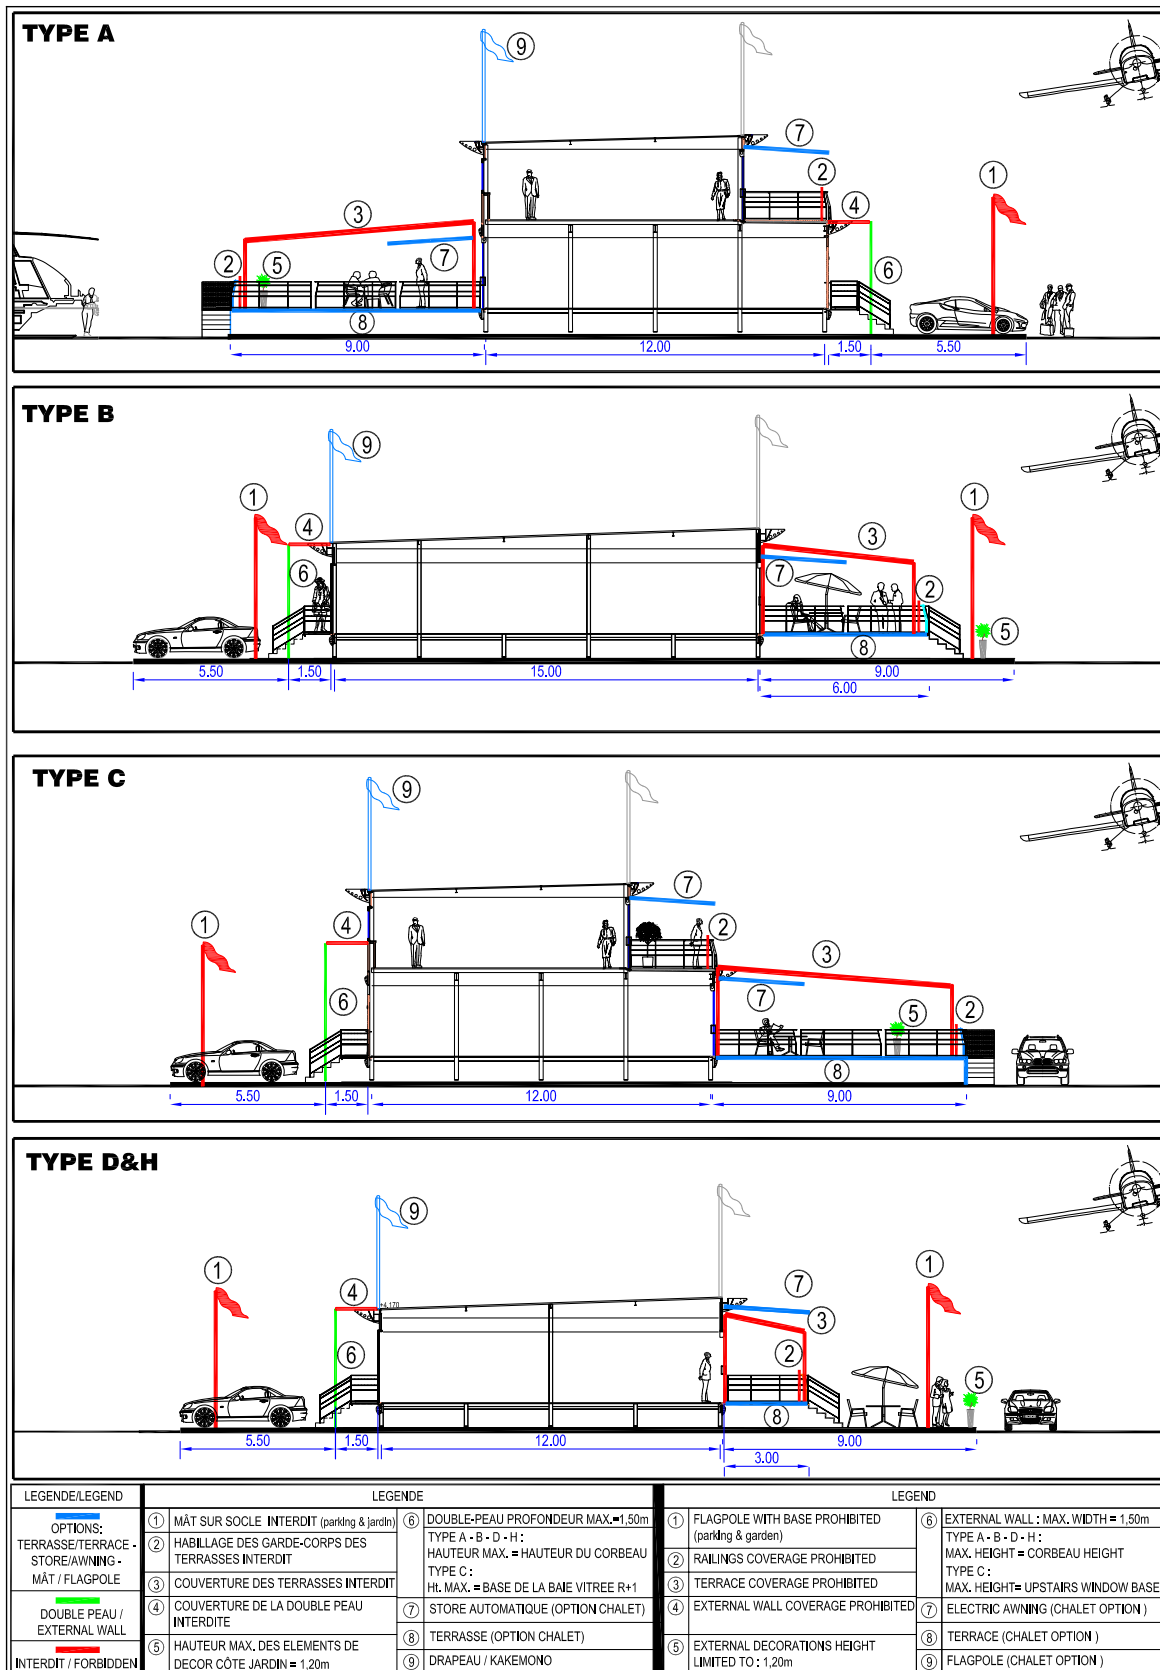 TYPE A
9
7
2
1
3
4
7
2
5
6
8
9.00
12.00
1.50
5.50
TYPE B
9
1
4
1
3
6
7
2
5
8
5.50
1.50
15.00
9.00
6.00
TYPE C
9
7
1
4
2
3
6
7
5
2
8
5.50
1.50
12.00
9.00
TYPE D&H
9
1
4
+4,170
7
1
3
6
2
5
8
5.50
1.50
12.00
9.00
3.00
LEGENDE/LEGEND
OPTIONS:
TERRASSE/TERRACE -
STORE/AWNING -
MÂT / FLAGPOLE
DOUBLE PEAU /
EXTERNAL WALL
INTERDIT / FORBIDDEN
LEGENDE
1 MÂT SUR SOCLE INTERDIT (parking & jardin)
2 HABILLAGE DES GARDE-CORPS DES
TERRASSES INTERDIT
3 COUVERTURE DES TERRASSES INTERDIT
4 COUVERTURE DE LA DOUBLE PEAU
INTERDITE
5 HAUTEUR MAX. DES ELEMENTS DE
DECOR CÔTE JARDIN = 1,20m
6 DOUBLE-PEAU PROFONDEUR MAX.=1,50m
TYPE A - B - D - H :
HAUTEUR MAX. = HAUTEUR DU CORBEAU
TYPE C :
Ht. MAX. = BASE DE LA BAIE VITREE R+1
7 STORE AUTOMATIQUE (OPTION CHALET)
8 TERRASSE (OPTION CHALET)
9 DRAPEAU / KAKEMONO
LEGEND
1 FLAGPOLE WITH BASE PROHIBITED
(parking & garden)
2 RAILINGS COVERAGE PROHIBITED
3 TERRACE COVERAGE PROHIBITED
4 EXTERNAL WALL COVERAGE PROHIBITED
5 EXTERNAL DECORATIONS HEIGHT
LIMITED TO : 1,20m
6 EXTERNAL WALL : MAX. WIDTH = 1,50m
TYPE A - B - D - H :
MAX. HEIGHT = CORBEAU HEIGHT
TYPE C :
MAX. HEIGHT= UPSTAIRS WINDOW BASE
7 ELECTRIC AWNING (CHALET OPTION )
8 TERRACE (CHALET OPTION )
9 FLAGPOLE (CHALET OPTION )